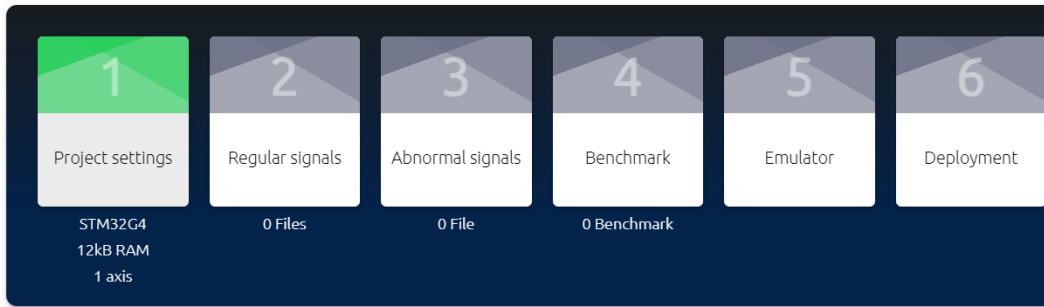 1
2
3
4
5
6
Project settings
Regular signals
Abnormal signals
Benchmark
Emulator
Deployment
STM32G4
12kB RAM
1 axis
0 Files
0 File
0 Benchmark